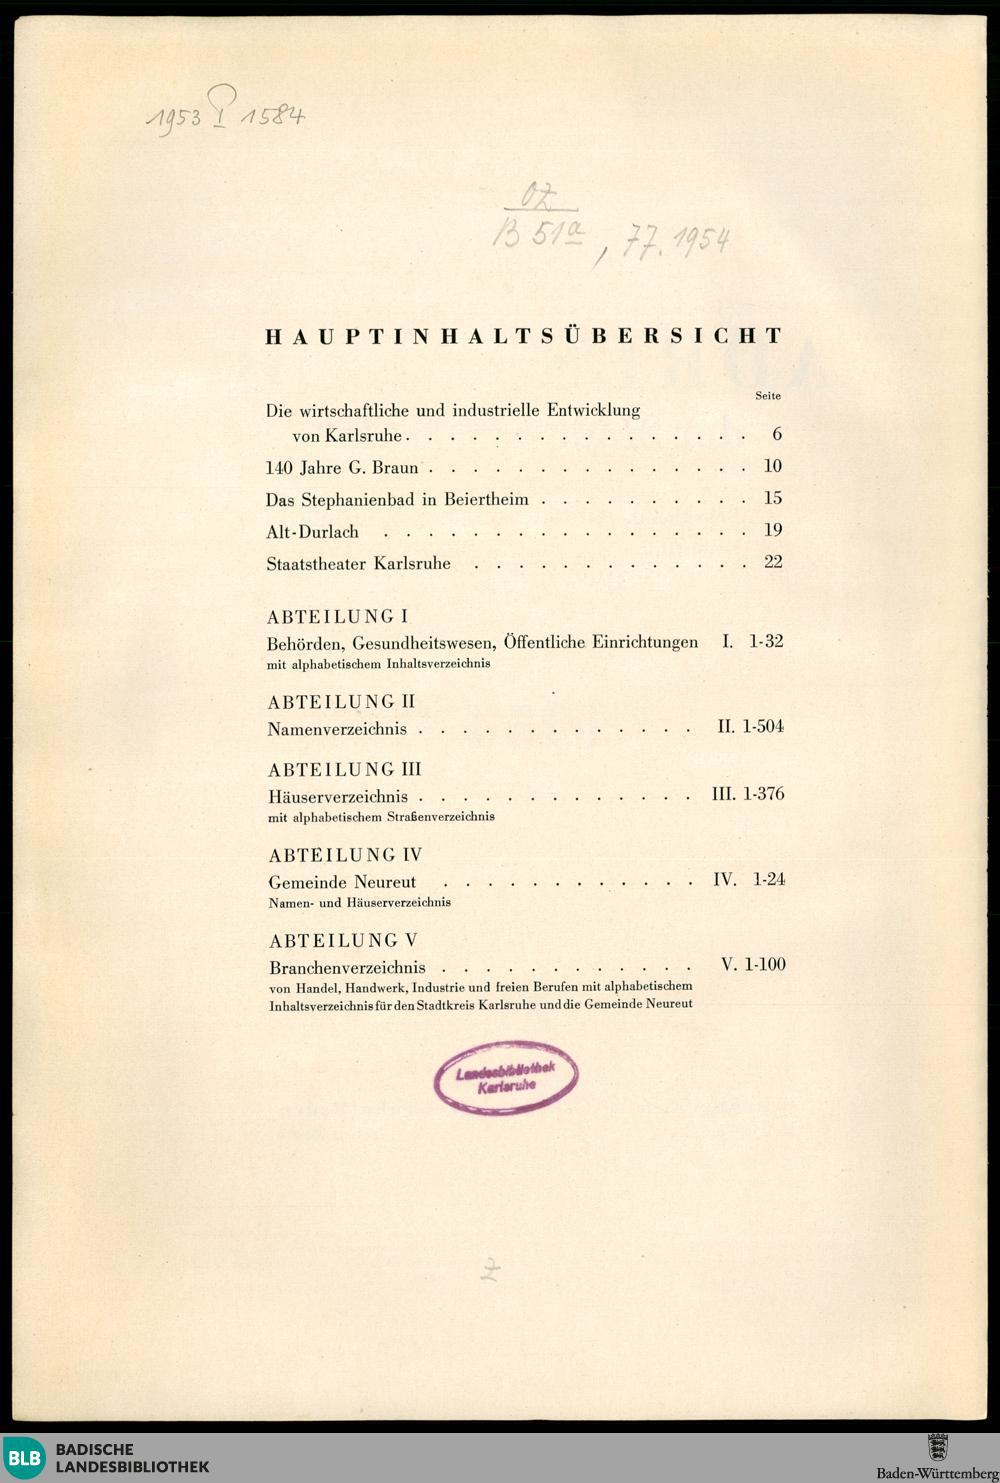 1953 I 1584
OZ
B 51a, 77. 1954
HAUPTINHALTSÜBERSICHT
Seite
Die wirtschaftliche und industrielle Entwicklung
von Karlsruhe . . . . . . . . . . . . . . . . 6
140 Jahre G. Braun . . . . . . . . . . . . . . . 10
Das Stephanienbad in Beiertheim . . . . . . . . . . 15
Alt-Durlach . . . . . . . . . . . . . . . . . 19
Staatstheater Karlsruhe . . . . . . . . . . . . . 22
ABTEILUNG I
Behörden, Gesundheitswesen, Öffentliche Einrichtungen I. 1-32
mit alphabetischem Inhaltsverzeichnis
ABTEILUNG II
Namenverzeichnis . . . . . . . . . . . . . II. 1-504
ABTEILUNG III
Häuserverzeichnis . . . . . . . . . . . . . III. 1-376
mit alphabetischem Straßenverzeichnis
ABTEILUNG IV
Gemeinde Neureut . . . . . . . . . . . . IV. 1-24
Namen- und Häuserverzeichnis
ABTEILUNG V
Branchenverzeichnis . . . . . . . . . . . . V. 1-100
von Handel, Handwerk, Industrie und freien Berufen mit alphabetischem
Inhaltsverzeichnis für den Stadtkreis Karlsruhe und die Gemeinde Neureut
Landesbibliothek
Karlsruhe
Z
BLB BADISCHE
LANDESBIBLIOTHEK
Baden-Württemberg